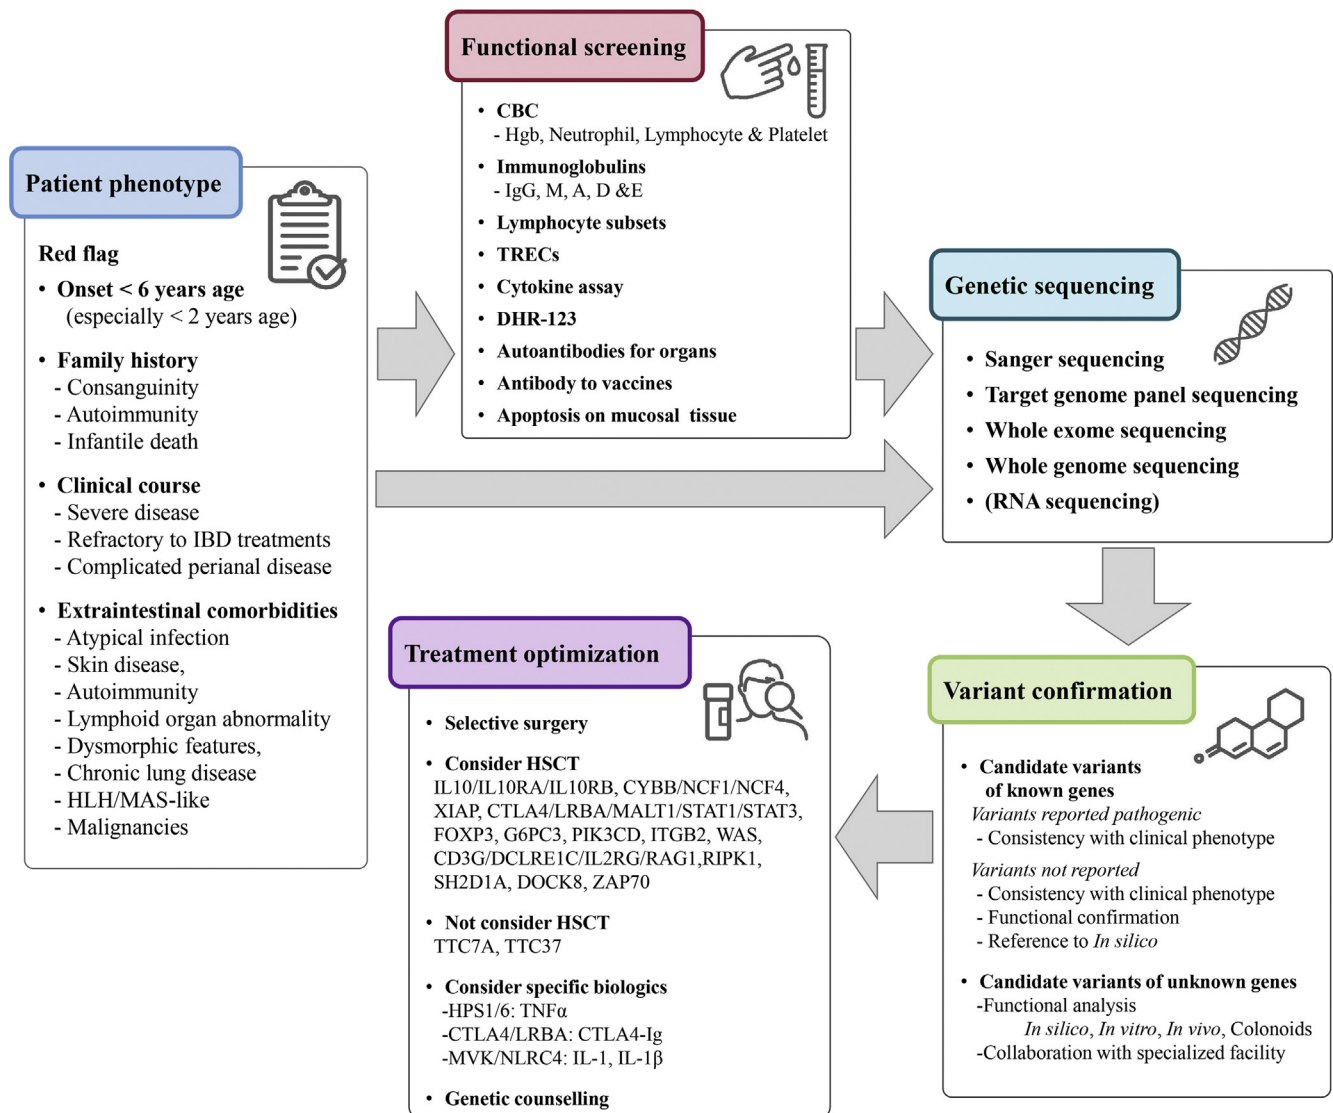 Patient phenotype
Red flag
• Onset < 6 years age
(especially < 2 years age)
• Family history
- Consanguinity
- Autoimmunity
- Infantile death
• Clinical course
- Severe disease
- Refractory to IBD treatments
- Complicated perianal disease
• Extraintestinal comorbidities
- Atypical infection
- Skin disease,
- Autoimmunity
- Lymphoid organ abnormality
- Dysmorphic features,
- Chronic lung disease
- HLH/MAS-like
- Malignancies
Functional screening
• CBC
- Hgb, Neutrophil, Lymphocyte & Platelet
• Immunoglobulins
- IgG, M, A, D &E
• Lymphocyte subsets
• TRECs
• Cytokine assay
• DHR-123
• Autoantibodies for organs
• Antibody to vaccines
• Apoptosis on mucosal tissue
Genetic sequencing
• Sanger sequencing
• Target genome panel sequencing
• Whole exome sequencing
• Whole genome sequencing
• (RNA sequencing)
Variant confirmation
• Candidate variants
of known genes
Variants reported pathogenic
- Consistency with clinical phenotype
Variants not reported
- Consistency with clinical phenotype
- Functional confirmation
- Reference to In silico
• Candidate variants of unknown genes
-Functional analysis
In silico, In vitro, In vivo, Colonoids
-Collaboration with specialized facility
Treatment optimization
• Selective surgery
• Consider HSCT
IL10/IL10RA/IL10RB, CYBB/NCF1/NCF4,
XIAP, CTLA4/LRBA/MALT1/STAT1/STAT3,
FOXP3, G6PC3, PIK3CD, ITGB2, WAS,
CD3G/DCLRE1C/IL2RG/RAG1,RIPK1,
SH2D1A, DOCK8, ZAP70
• Not consider HSCT
TTC7A, TTC37
• Consider specific biologics
-HPS1/6: TNFα
-CTLA4/LRBA: CTLA4-Ig
-MVK/NLRC4: IL-1, IL-1β
• Genetic counselling